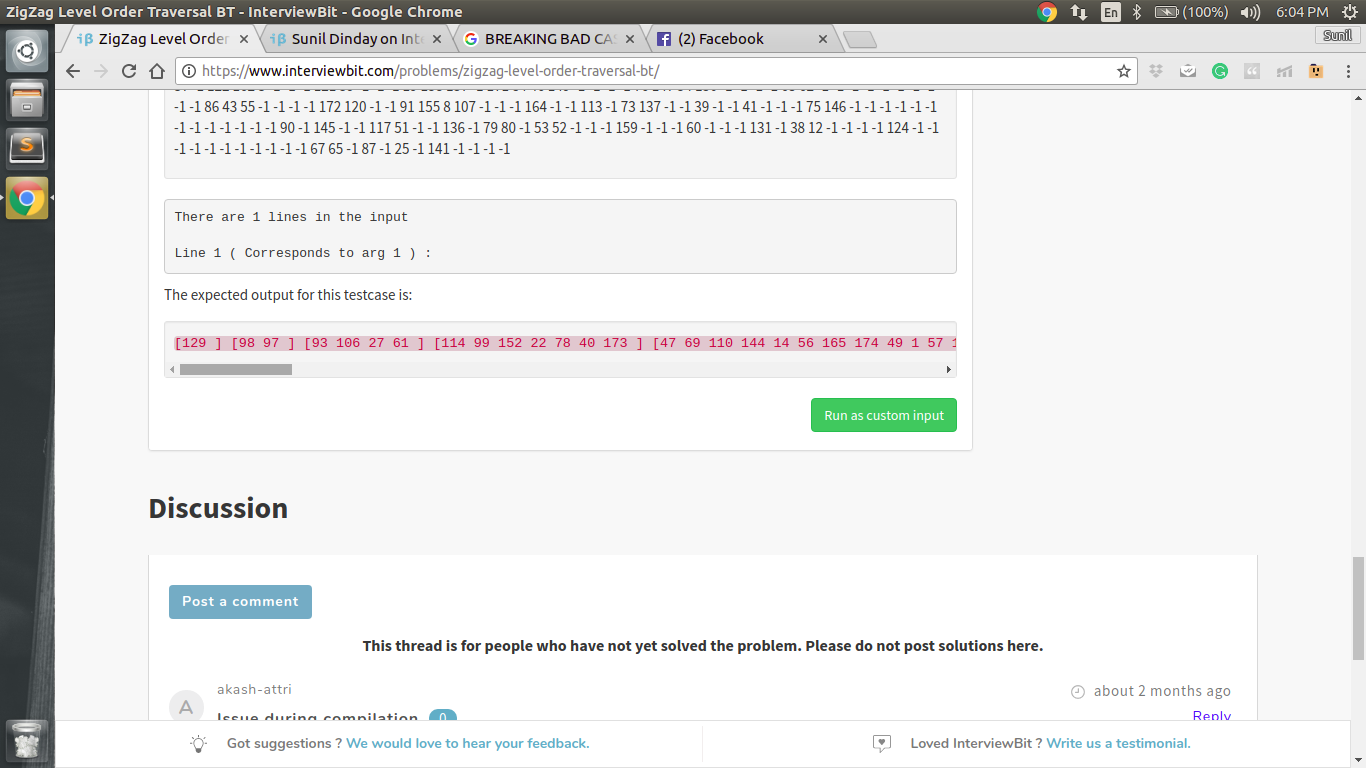 ZigZag Level Order Traversal BT - InterviewBit - Google Chrome
En
(100%)
6:04 PM
ZigZag Level Order
Sunil Dinday on Inte
BREAKING BAD CA
(2) Facebook
Sunil
https://www.interviewbit.com/problems/zigzag-level-order-traversal-bt/
-1 -1 86 43 55 -1 -1 -1 -1 172 120 -1 -1 91 155 8 107 -1 -1 -1 164 -1 -1 113 -1 73 137 -1 -1 39 -1 -1 41 -1 -1 -1 75 146 -1 -1 -1 -1 -1 -1
-1 -1 -1 -1 -1 -1 -1 90 -1 145 -1 -1 117 51 -1 -1 136 -1 79 80 -1 53 52 -1 -1 -1 159 -1 -1 -1 60 -1 -1 -1 131 -1 38 12 -1 -1 -1 -1 124 -1 -1
-1 -1 -1 -1 -1 -1 -1 -1 -1 67 65 -1 87 -1 25 -1 141 -1 -1 -1 -1
There are 1 lines in the input
Line 1 ( Corresponds to arg 1 ) :
The expected output for this testcase is:
[129 ] [98 97 ] [93 106 27 61 ] [114 99 152 22 78 40 173 ] [47 69 110 144 14 56 165 174 49 1 57
Run as custom input
Discussion
Post a comment
This thread is for people who have not yet solved the problem. Please do not post solutions here.
A
akash-attri
about 2 months ago
Issue during compilation
0
Reply
Got suggestions ? We would love to hear your feedback.
Loved InterviewBit ? Write us a testimonial.